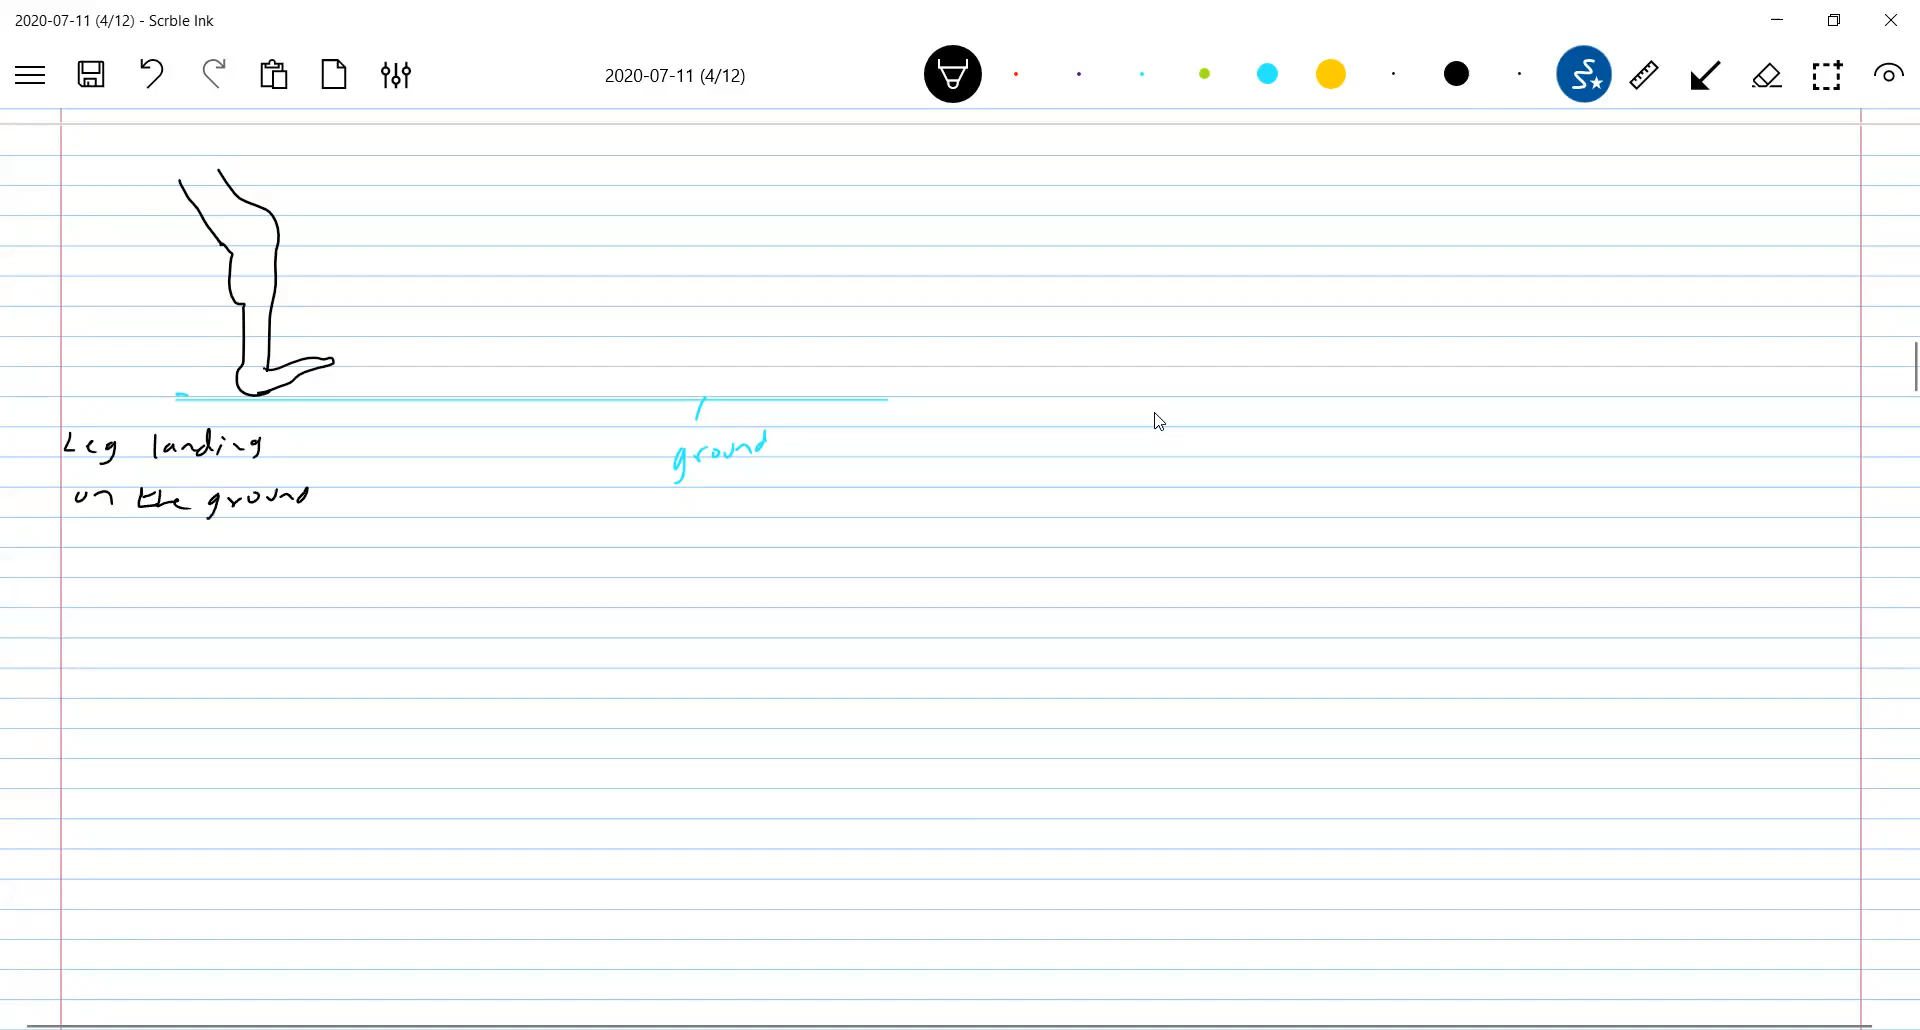 2020-07-11 (4/12) - Scrble Ink
2020-07-11 (4/12)
Leg landing
on the ground
ground